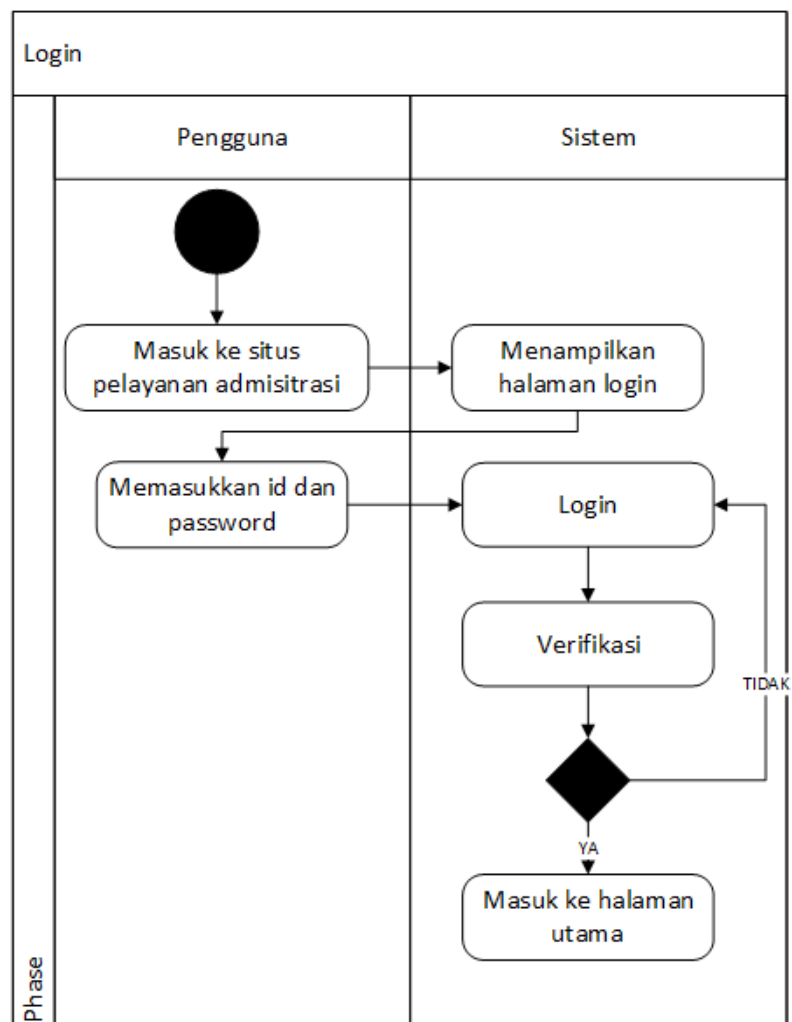 Login
Pengguna
Sistem
Masuk ke situs
pelayanan admisitrasi
Menampilkan
halaman login
Memasukkan id dan
password
Login
Verifikasi
TIDAK
YA
Masuk ke halaman
utama
Phase